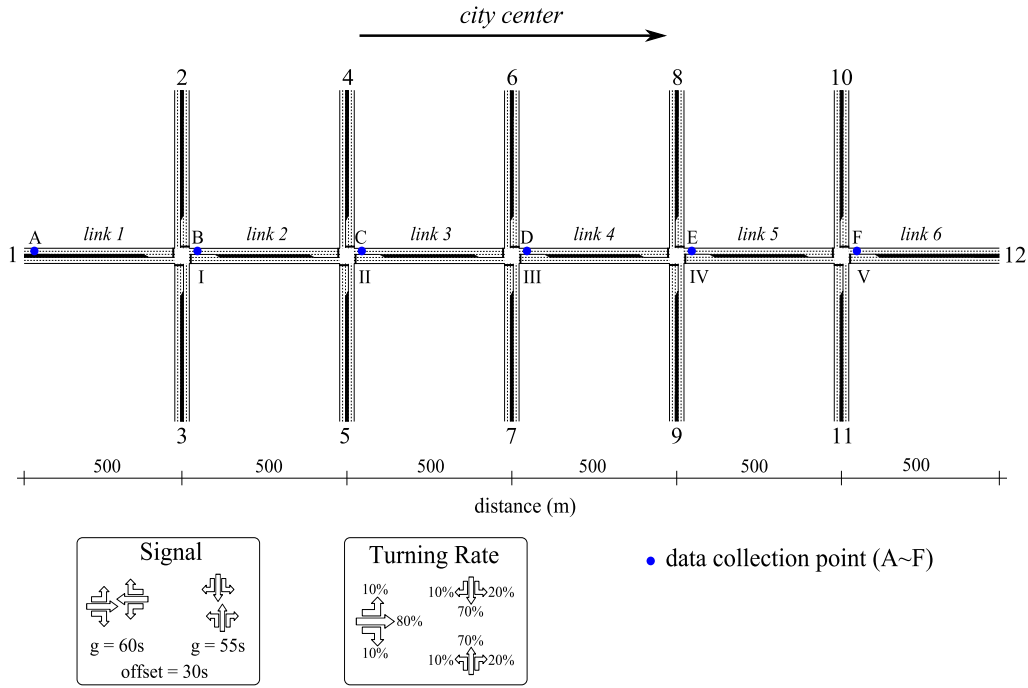 city center
2 4 6 8 10
A link 1 B link 2 C link 3 D link 4 E link 5 F link 6
1 12
I II III IV V
3 5 7 9 11
500 500 500 500 500 500
distance (m)
Signal
g = 60s g = 55s
offset = 30s
Turning Rate
10% 80% 10%
10% 20%
70%
70%
10% 20%
data collection point (A~F)